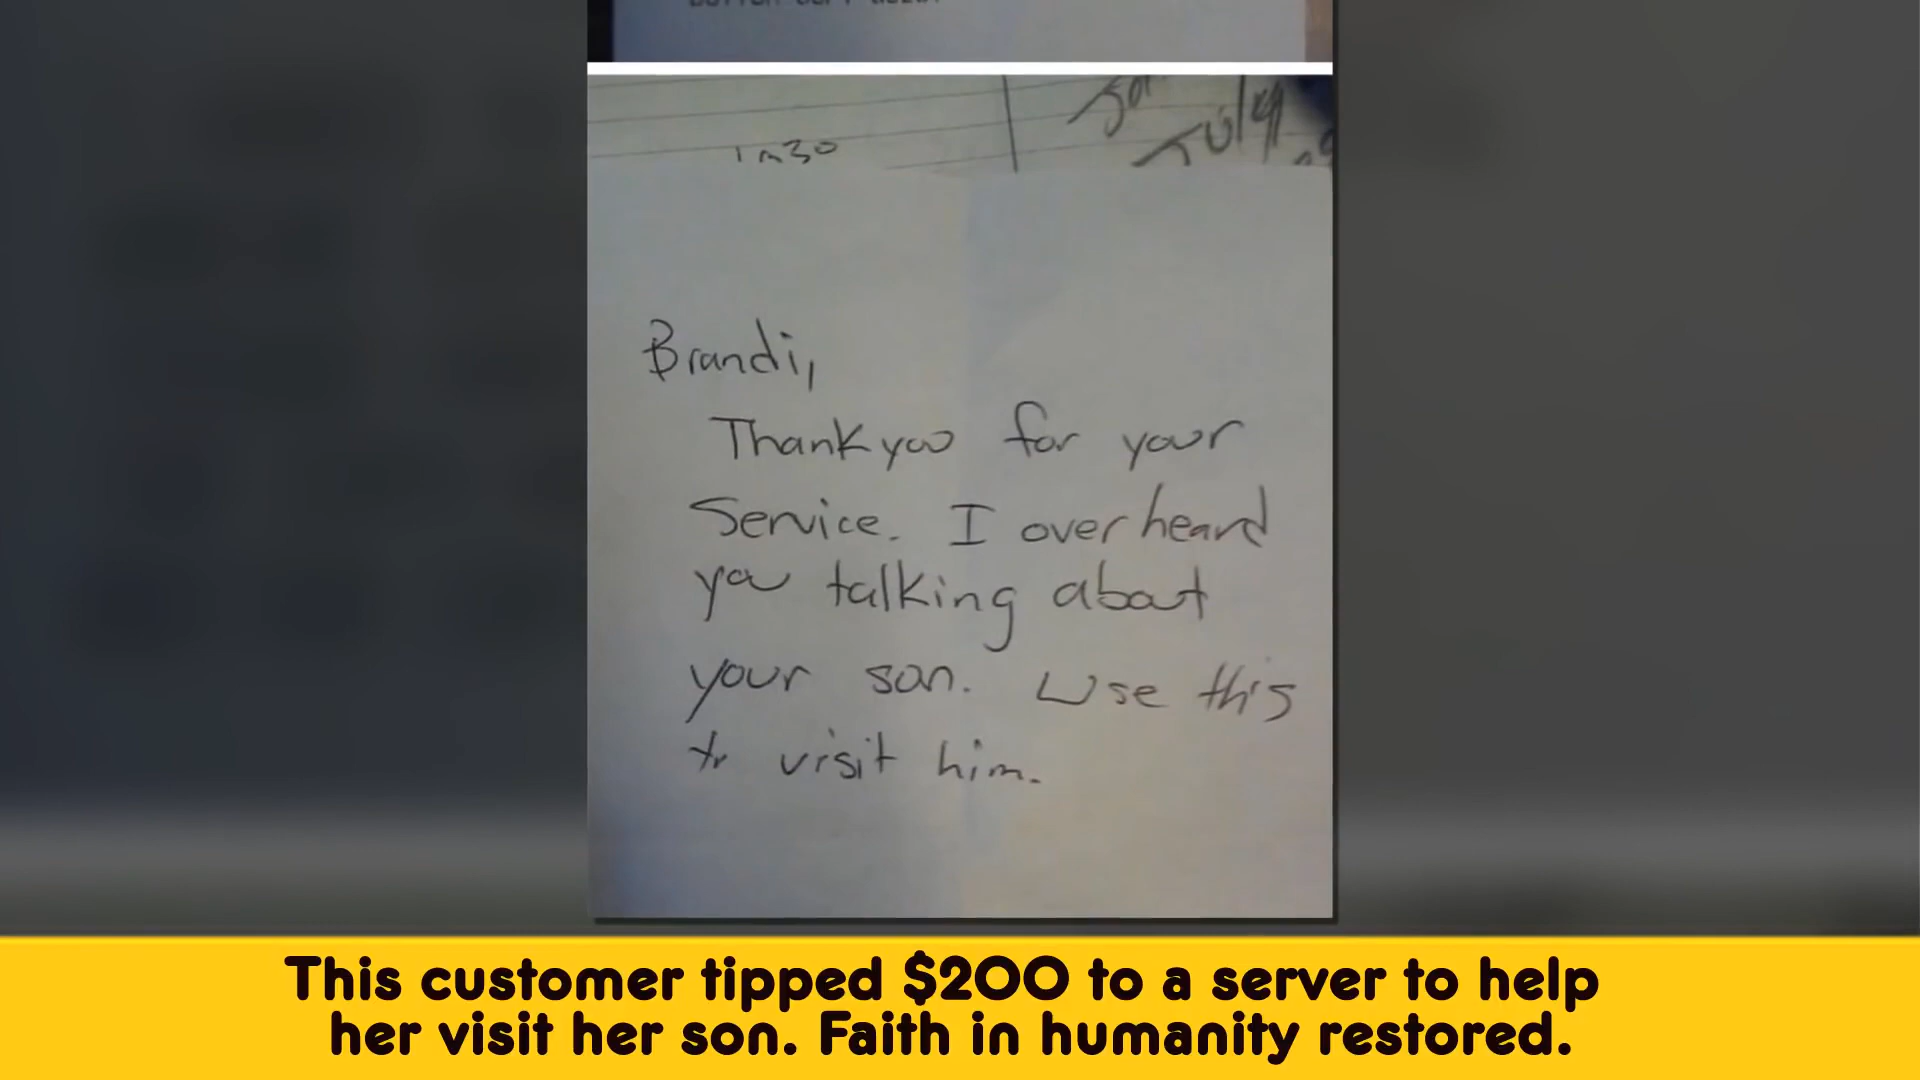 Brandi,
Thank you for your
Service. I overheard
you talking about
your son. Use this
to visit him.
This customer tipped $200 to a server to help
her visit her son. Faith in humanity restored.